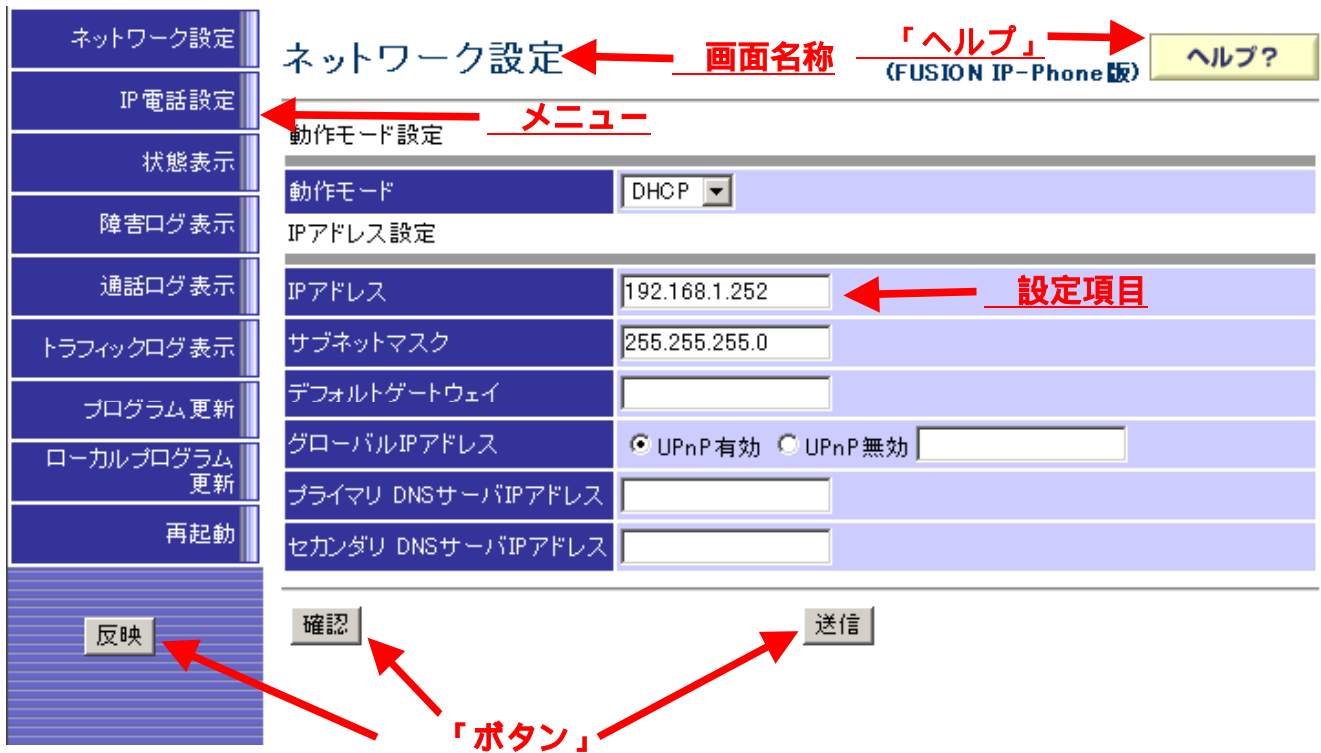 ネットワーク設定
IP電話設定
状態表示
障害ログ表示
通話ログ表示
トラフィックログ表示
プログラム更新
ローカルプログラム
更新
再起動
反映
ネットワーク設定
画面名称
「ヘルプ」
(FUSION IP-Phone版)
ヘルプ?
メニュー
動作モード設定
動作モード DHCP
IPアドレス設定
IPアドレス 192.168.1.252
設定項目
サブネットマスク 255.255.255.0
デフォルトゲートウェイ
グローバルIPアドレス UPnP有効 UPnP無効
プライマリ DNSサーバIPアドレス
セカンダリ DNSサーバIPアドレス
確認 送信
「ボタン」